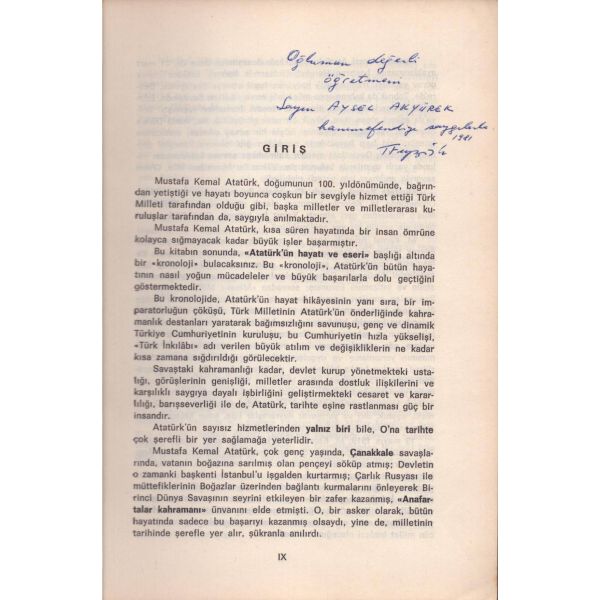 Oğlumun değerli
öğretmeni
Sayın AYSEL AKYÜREK
hanımefendiye saygılarla
1981
GİRİŞ
Mustafa Kemal Atatürk, doğumunun 100. yıldönümünde, bağrın-
dan yetiştiği ve hayatı boyunca coşkun bir sevgiyle hizmet ettiği Türk
Milleti tarafından olduğu gibi, başka milletler ve milletlerarası ku-
ruluşlar tarafından da, saygıyla anılmaktadır.
Mustafa Kemal Atatürk, kısa süren hayatında bir insan ömrüne
kolayca sığmayacak kadar büyük işler başarmıştır.
Bu kitabın sonunda, «Atatürk'ün hayatı ve eseri» başlığı altında
bir «kronoloji» bulacaksınız. Bu «kronoloji», Atatürk'ün bütün haya-
tının nasıl yoğun mücadeleler ve büyük başarılarla dolu geçtiğini
göstermektedir.
Bu kronolojide, Atatürk'ün hayat hikâyesinin yanı sıra, bir im-
paratorluğun çöküşü, Türk Milletinin Atatürk'ün önderliğinde kahra-
manlık destanları yaratarak bağımsızlığını savunuşu, genç ve dinamik
Türkiye Cumhuriyetinin kuruluşu, bu Cumhuriyetin hızla yükselişi,
«Türk İnkılâbı» adı verilen büyük atılım ve değişikliklerin ne kadar
kısa zamana sığdırıldığı görülecektir.
Savaştaki kahramanlığı kadar, devlet kurup yönetmekteki usta-
lığı, görüşlerinin genişliği, milletler arasında dostluk ilişkilerini ve
karşılıklı saygıya dayalı işbirliğini geliştirmekteki cesaret ve karar-
lılığı, barışseverliği ile de, Atatürk, tarihte eşine rastlanması güç bir
insandır.
Atatürk'ün sayısız hizmetlerinden yalnız biri bile, O'na tarihte
çok şerefli bir yer sağlamağa yeterlidir.
Mustafa Kemal Atatürk, çok genç yaşında, Çanakkale savaşla-
rında, vatanın boğazına sarılmış olan pençeyi söküp atmış; Devletin
o zamanki başkenti İstanbul'u işgalden kurtarmış; Çarlık Rusyası ile
müttefiklerinin Boğazlar üzerinden bağlantı kurmalarını önleyerek Bi-
rinci Dünya Savaşının seyrini etkileyen bir zafer kazanmış, «Anafar-
talar kahramanı» ünvanını elde etmişti. O, bir asker olarak, bütün
hayatında sadece bu başarıyı kazanmış olsaydı, yine de, milletinin
tarihinde şerefle yer alır, şükranla anılırdı.
IX